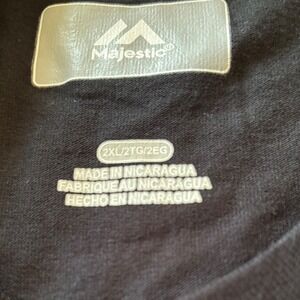 Majestic®
2XL/2TG/2EG
MADE IN NICARAGUA
FABRIQUE AU NICARAGUA
HECHO EN NICARAGUA